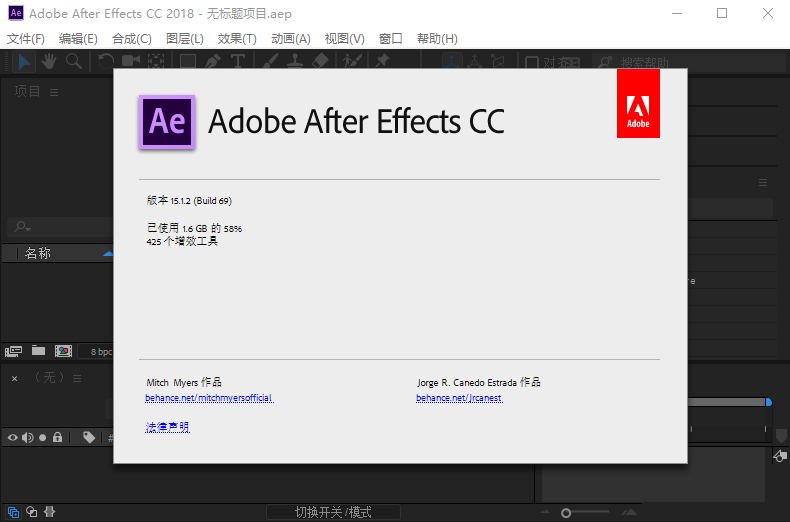 Ae Adobe After Effects CC 2018 - 无标题项目.aep
文件(F) 编辑(E) 合成(C) 图层(L) 效果(T) 动画(A) 视图(V) 窗口 帮助(H)
对齐 搜索帮助
项目
Ae Adobe After Effects CC
Adobe
版本 15.1.2 (Build 69)
已使用 1.6 GB 的 58%
425 个增效工具
名称
8 bpc
Mitch Myers 作品
Jorge R. Canedo Estrada 作品
behance.net/mitchmyersofficial
behance.net/Jrcanest
法律声明
(无)
#
切换开关/模式